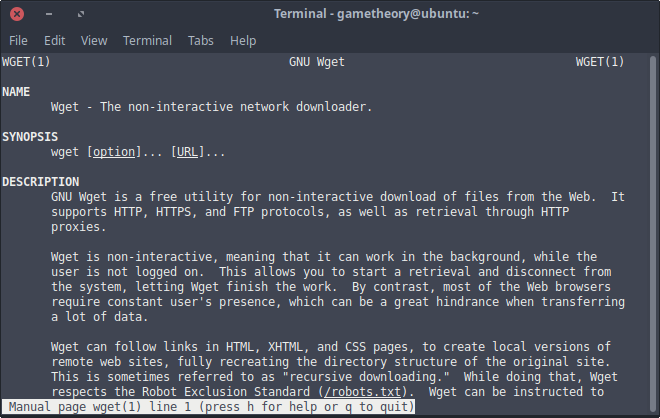 Terminal - gametheory@ubuntu: ~
File Edit View Terminal Tabs Help
WGET(1) GNU Wget WGET(1)
NAME
Wget - The non-interactive network downloader.
SYNOPSIS
wget [option]... [URL]...
DESCRIPTION
GNU Wget is a free utility for non-interactive download of files from the Web.  It
supports HTTP, HTTPS, and FTP protocols, as well as retrieval through HTTP
proxies.
Wget is non-interactive, meaning that it can work in the background, while the
user is not logged on.  This allows you to start a retrieval and disconnect from
the system, letting Wget finish the work.  By contrast, most of the Web browsers
require constant user's presence, which can be a great hindrance when transferring
a lot of data.
Wget can follow links in HTML, XHTML, and CSS pages, to create local versions of
remote web sites, fully recreating the directory structure of the original site.
This is sometimes referred to as "recursive downloading."  While doing that, Wget
respects the Robot Exclusion Standard (/robots.txt).  Wget can be instructed to
Manual page wget(1) line 1 (press h for help or q to quit)